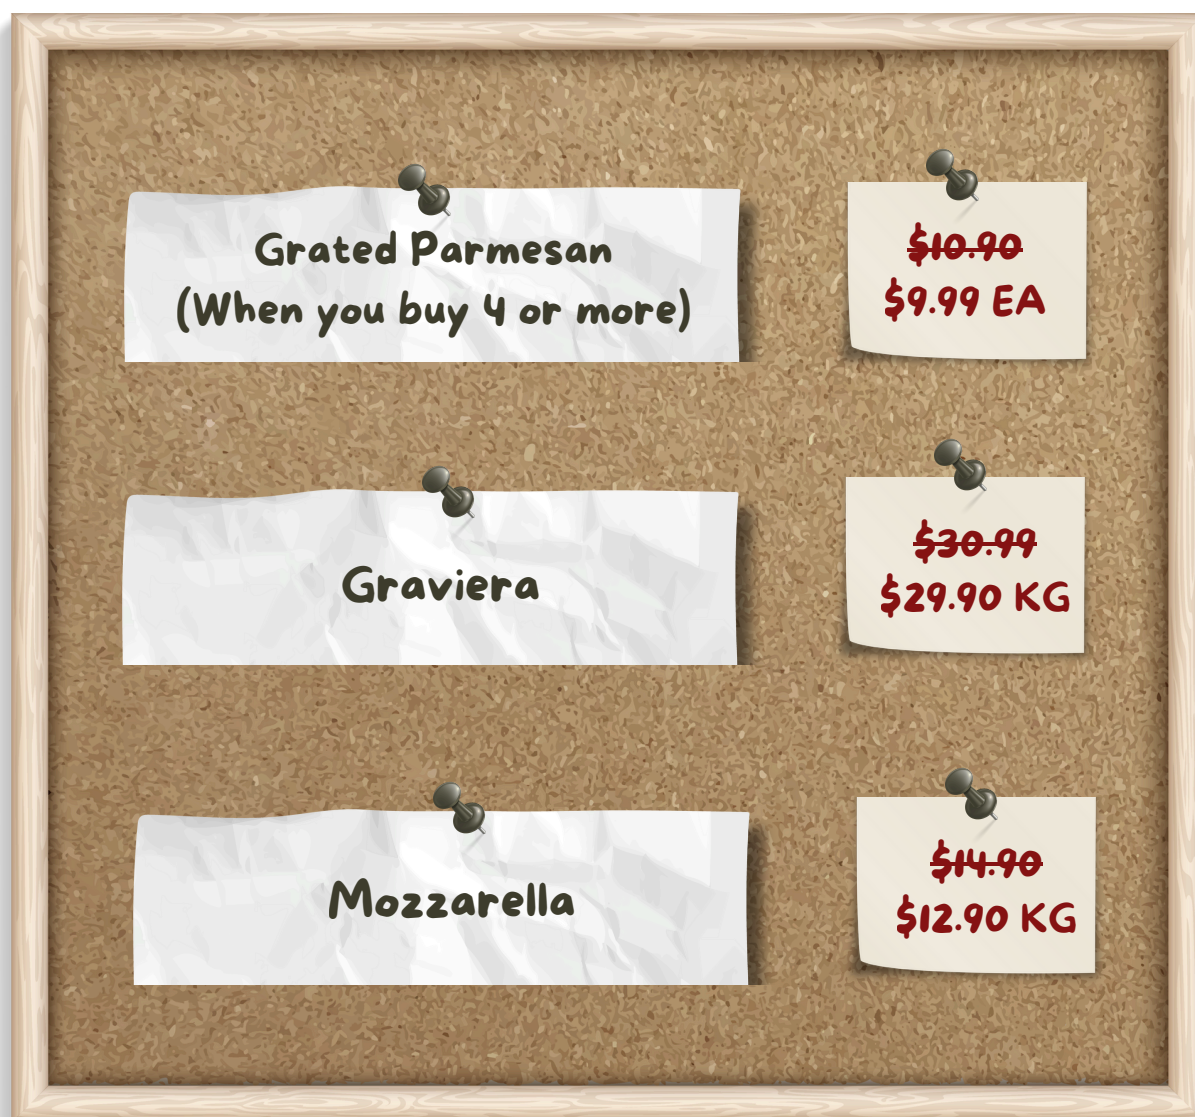 Grated Parmesan
(When you buy 4 or more)
$10.90
$9.99 EA
Graviera
$30.99
$29.90 KG
Mozzarella
$14.90
$12.90 KG